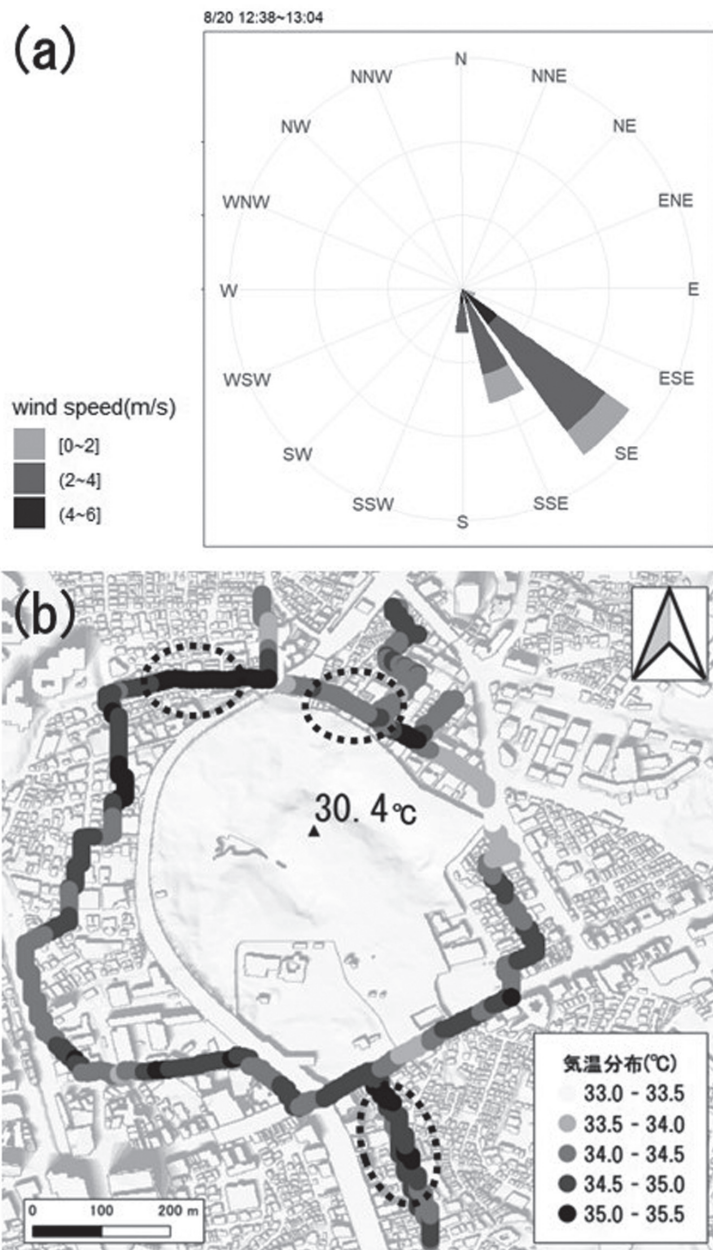 (a)
8/20 12:38~13:04
N
NNW
NNE
NW
NE
WNW
ENE
W
E
WSW
ESE
SW
SE
SSW
SSE
S
wind speed(m/s)
[0~2]
(2~4]
(4~6]
(b)
30.4℃
気温分布(℃)
33.0 - 33.5
33.5 - 34.0
34.0 - 34.5
34.5 - 35.0
35.0 - 35.5
0 100 200 m